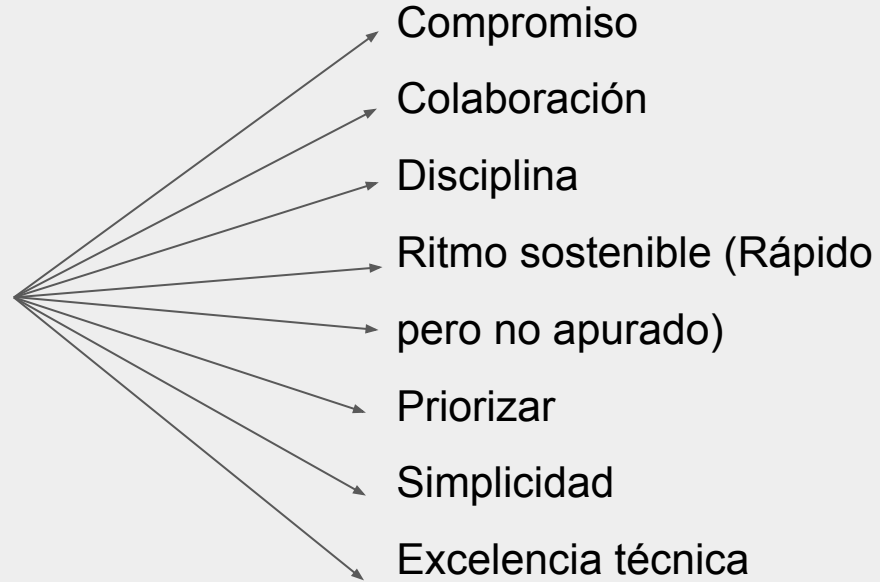 Compromiso
Colaboración
Disciplina
Ritmo sostenible (Rápido
pero no apurado)
Priorizar
Simplicidad
Excelencia técnica